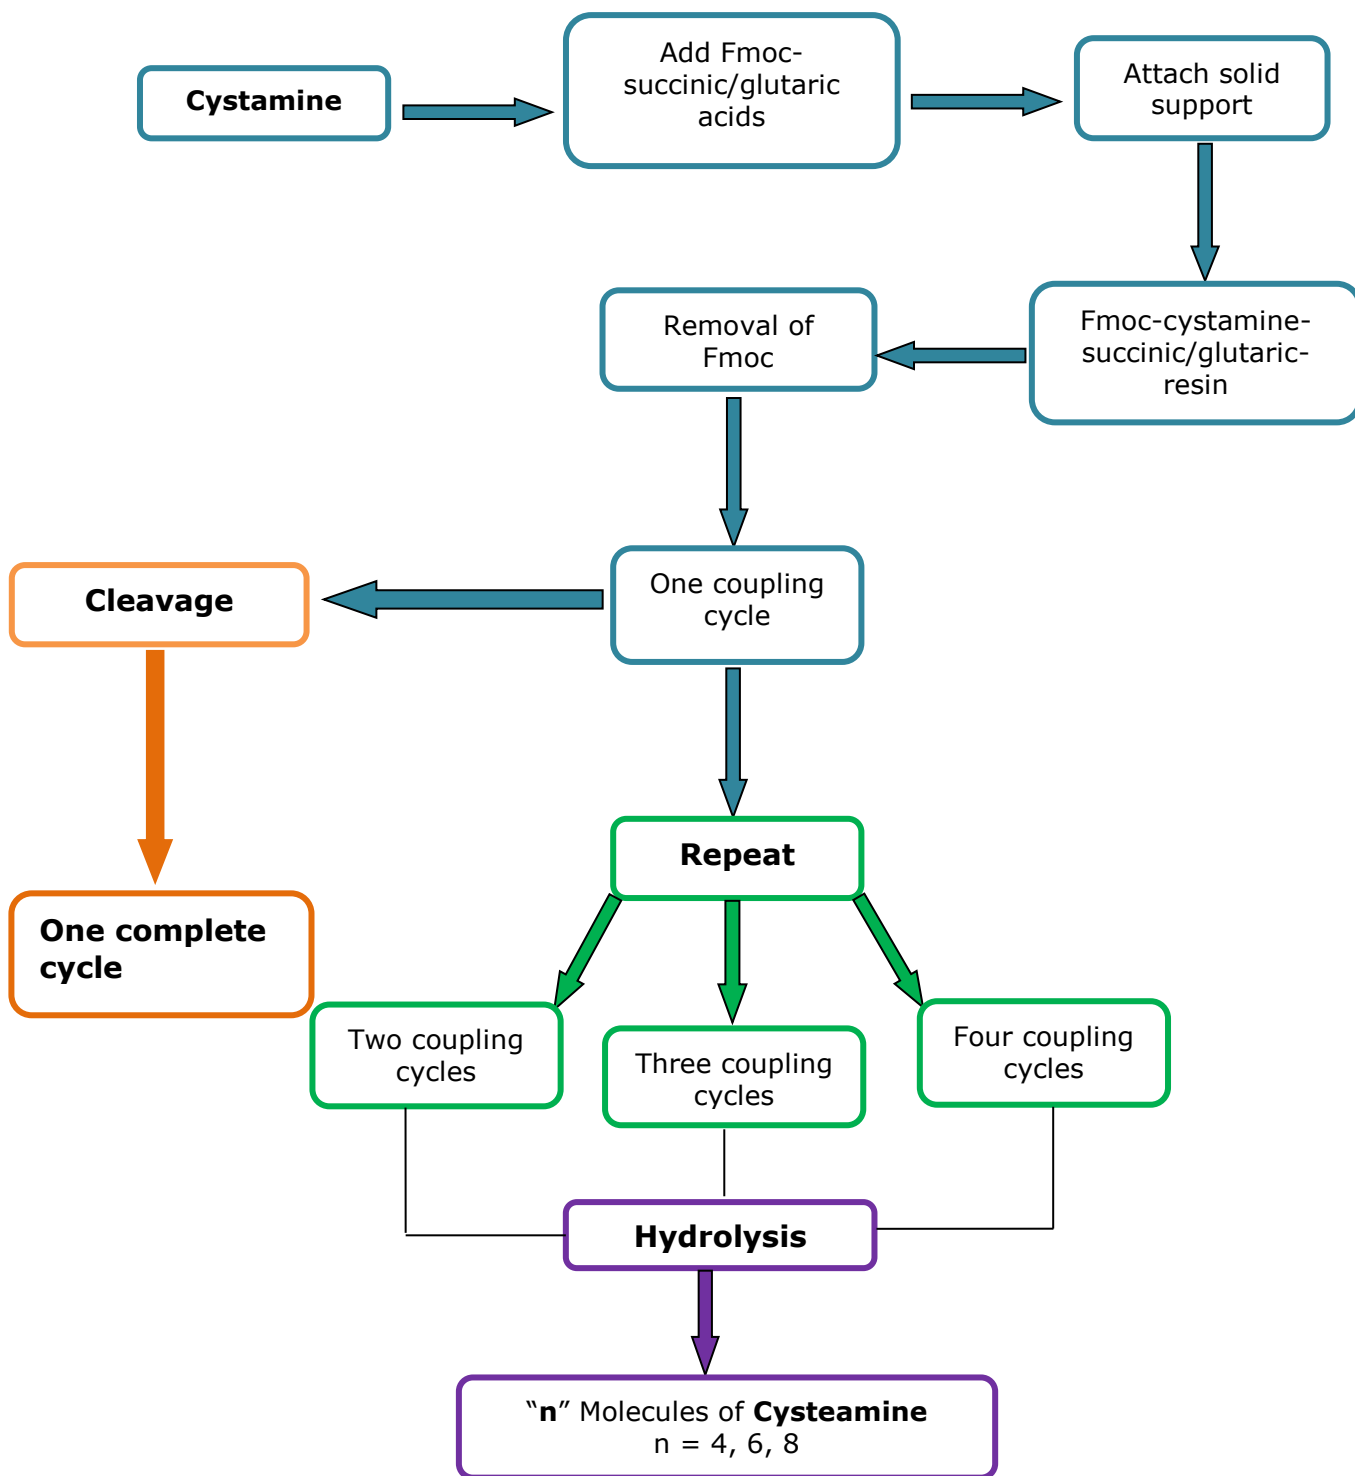 Cystamine
Add Fmoc-
succinic/glutaric
acids
Attach solid
support
Fmoc-cystamine-
succinic/glutaric-
resin
Removal of
Fmoc
One coupling
cycle
Cleavage
One complete
cycle
Repeat
Two coupling
cycles
Three coupling
cycles
Four coupling
cycles
Hydrolysis
“n” Molecules of Cysteamine
n = 4, 6, 8